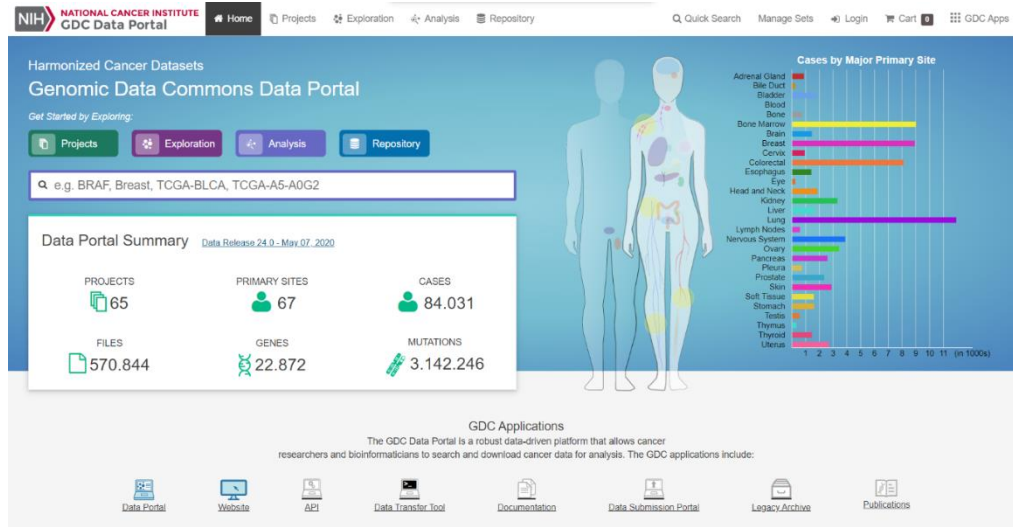 NIH NATIONAL CANCER INSTITUTE
GDC Data Portal
Home Projects Exploration Analysis Repository Quick Search Manage Sets Login Cart 0 GDC Apps
Harmonized Cancer Datasets
Genomic Data Commons Data Portal
Get Started by Exploring:
Projects Exploration Analysis Repository
e.g. BRAF, Breast, TCGA-BLCA, TCGA-A5-A0G2
Data Portal Summary Data Release 24.0 - May 07, 2020
PROJECTS PRIMARY SITES CASES
65 67 84.031
FILES GENES MUTATIONS
570.844 22.872 3.142.246
Cases by Major Primary Site
Adrenal Gland
Bile Duct
Bladder
Blood
Bone
Bone Marrow
Brain
Breast
Cervix
Colorectal
Esophagus
Eye
Head and Neck
Kidney
Liver
Lung
Lymph Nodes
Nervous System
Ovary
Pancreas
Pleura
Prostate
Skin
Soft Tissue
Stomach
Testis
Thymus
Thyroid
Uterus
1 2 3 4 5 6 7 8 9 10 11 (in 1000s)
GDC Applications
The GDC Data Portal is a robust data-driven platform that allows cancer
researchers and bioinformaticians to search and download cancer data for analysis. The GDC applications include:
Data Portal Website API Data Transfer Tool Documentation Data Submission Portal Legacy Archive Publications